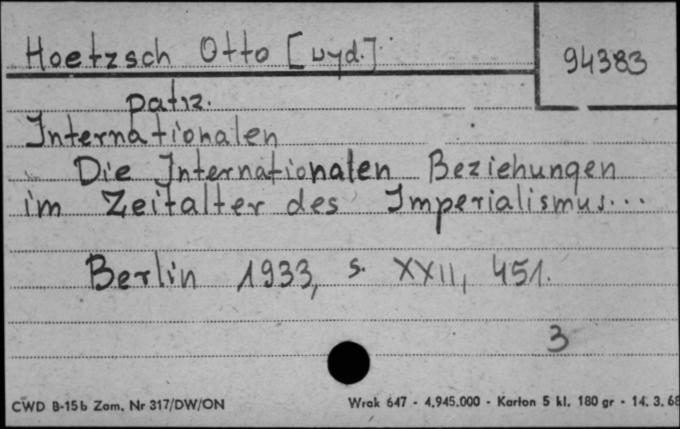 Hoetzsch Otto [wyd.]
94383
patrz.
Internationalen
Die Internationalen Beziehungen
im Zeitalter des Imperialismus...
Berlin 1933, s. XXII, 451.
3
CWD B-15b Zam. Nr 317/DW/ON
Wrak 647 - 4.945.000 - Karton 5 kl. 180 gr - 14. 3. 68